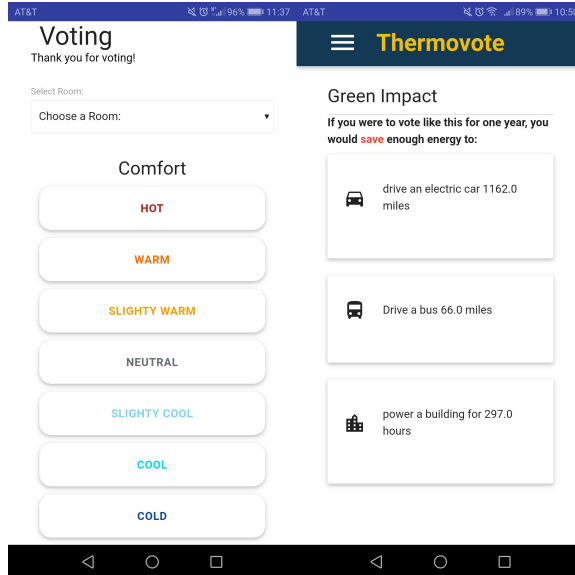 AT&T 96% 11:37
Voting
Thank you for voting!
Select Room:
Choose a Room:
Comfort
HOT
WARM
SLIGHTY WARM
NEUTRAL
SLIGHTY COOL
COOL
COLD
AT&T 89%
Thermovote
Green Impact
If you were to vote like this for one year, you
would save enough energy to:
drive an electric car 1162.0
miles
Drive a bus 66.0 miles
power a building for 297.0
hours